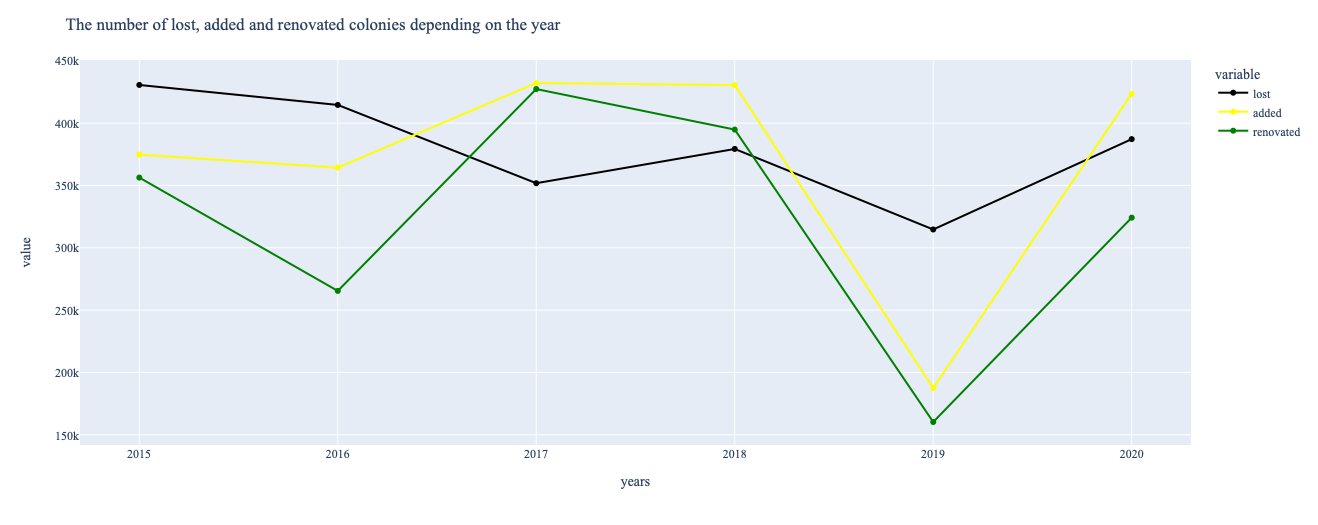 The number of lost, added and renovated colonies depending on the year
variable
lost
added
renovated
value
450k
400k
350k
300k
250k
200k
150k
2015 2016 2017 2018 2019 2020
years